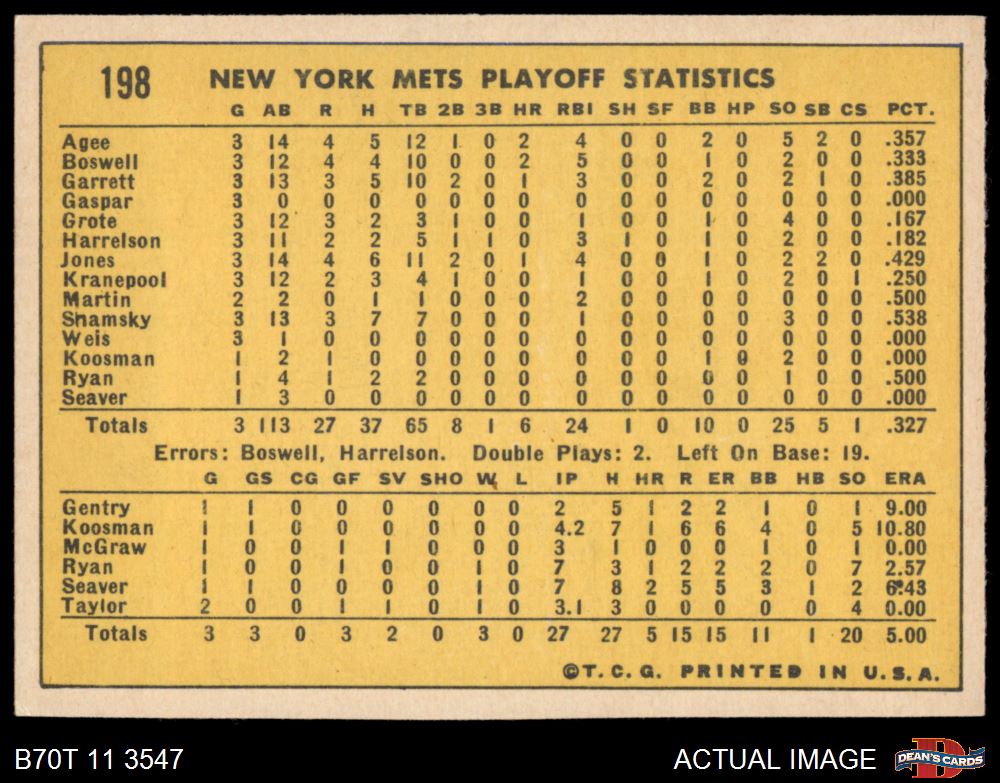 198 NEW YORK METS PLAYOFF STATISTICS
G AB R H TB 2B 3B HR RBI SH SF BB HP SO SB CS PCT.
Agee 3 14 4 5 12 1 0 2 4 0 0 2 0 5 2 0 .357
Boswell 3 12 4 4 10 0 0 2 5 0 0 1 0 2 0 0 .333
Garrett 3 13 3 5 10 2 0 1 3 0 0 2 0 2 1 0 .385
Gaspar 3 0 0 0 0 0 0 0 0 0 0 0 0 0 0 0 .000
Grote 3 12 3 2 3 1 0 0 1 0 0 1 0 4 0 0 .167
Harrelson 3 11 2 2 5 1 1 0 3 1 0 1 0 2 0 0 .182
Jones 3 14 4 6 11 2 0 1 4 0 0 1 0 2 2 0 .429
Kranepool 3 12 2 3 4 1 0 0 1 0 0 1 0 2 0 1 .250
Martin 2 2 0 1 1 0 0 0 2 0 0 0 0 0 0 0 .500
Shamsky 3 13 3 7 7 0 0 0 1 0 0 0 0 3 0 0 .538
Weis 3 1 0 0 0 0 0 0 0 0 0 0 0 0 0 0 .000
Koosman 1 2 1 0 0 0 0 0 0 0 0 1 0 2 0 0 .000
Ryan 1 4 1 2 2 0 0 0 0 0 0 0 0 1 0 0 .500
Seaver 1 3 0 0 0 0 0 0 0 0 0 0 0 0 0 0 .000
Totals 3 113 27 37 65 8 1 6 24 1 0 10 0 25 5 1 .327
Errors: Boswell, Harrelson. Double Plays: 2. Left On Base: 19.
G GS CG GF SV SHO W L IP H HR R ER BB HB SO ERA
Gentry 1 1 0 0 0 0 0 0 2 5 1 2 2 1 0 1 9.00
Koosman 1 1 0 0 0 0 0 0 4.2 7 1 6 6 4 0 5 10.80
McGraw 1 0 0 1 1 0 0 0 3 1 0 0 0 1 0 1 0.00
Ryan 1 0 0 1 0 0 1 0 7 3 1 2 2 2 0 7 2.57
Seaver 1 1 0 0 0 0 1 0 7 8 2 5 5 3 1 2 6.43
Taylor 2 0 0 1 1 0 1 0 3.1 3 0 0 0 0 0 4 0.00
Totals 3 3 0 3 2 0 3 0 27 27 5 15 15 11 1 20 5.00
©T.C.G. PRINTED IN U.S.A.
B70T 11 3547 ACTUAL IMAGE DEAN'S CARDS